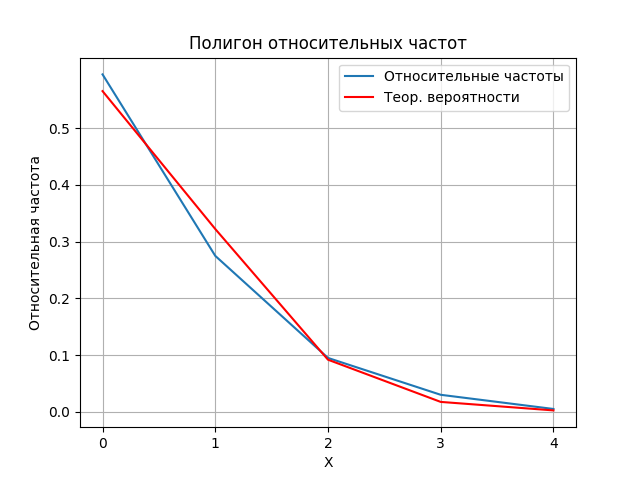 Полигон относительных частот
Относительные частоты
Теор. вероятности
Относительная частота
0.5
0.4
0.3
0.2
0.1
0.0
0 1 2 3 4
X